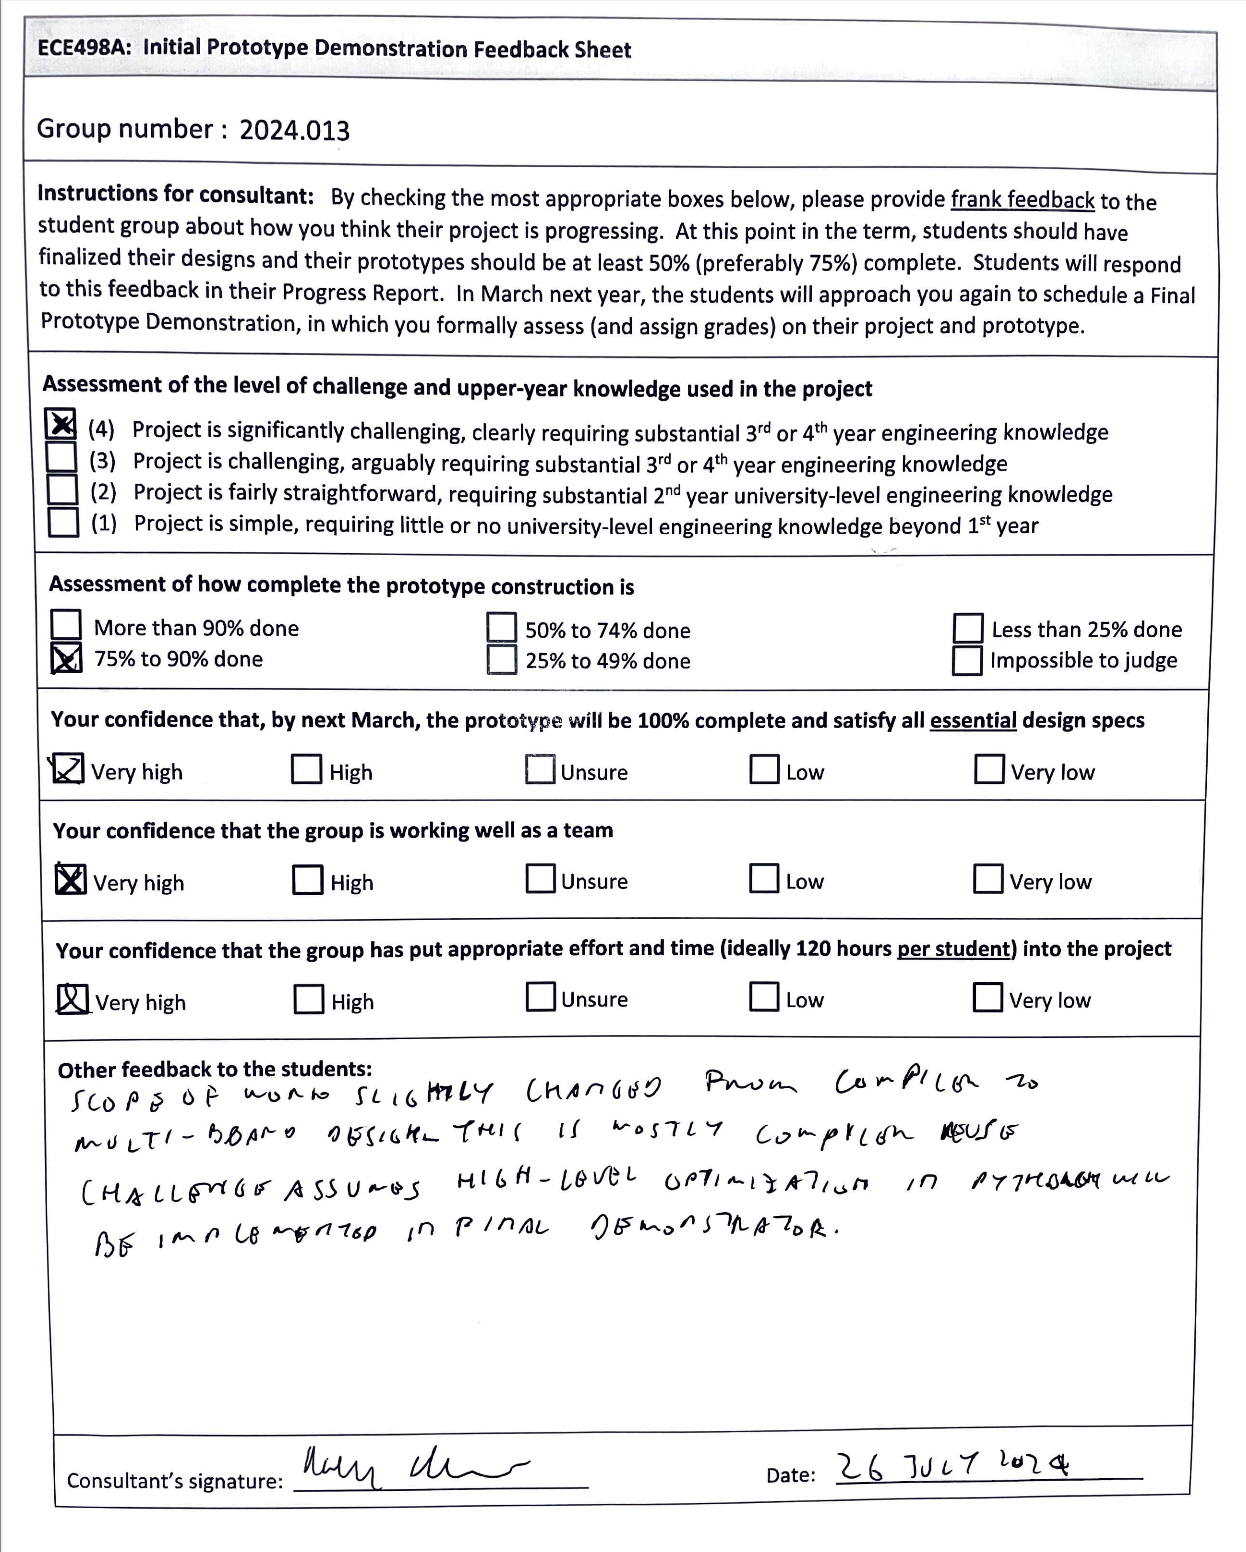 ECE498A: Initial Prototype Demonstration Feedback Sheet
Group number : 2024.013
Instructions for consultant: By checking the most appropriate boxes below, please provide frank feedback to the
student group about how you think their project is progressing. At this point in the term, students should have
finalized their designs and their prototypes should be at least 50% (preferably 75%) complete. Students will respond
to this feedback in their Progress Report. In March next year, the students will approach you again to schedule a Final
Prototype Demonstration, in which you formally assess (and assign grades) on their project and prototype.
Assessment of the level of challenge and upper-year knowledge used in the project
(4) Project is significantly challenging, clearly requiring substantial 3rd or 4th year engineering knowledge
(3) Project is challenging, arguably requiring substantial 3rd or 4th year engineering knowledge
(2) Project is fairly straightforward, requiring substantial 2nd year university-level engineering knowledge
(1) Project is simple, requiring little or no university-level engineering knowledge beyond 1st year
Assessment of how complete the prototype construction is
More than 90% done 50% to 74% done Less than 25% done
75% to 90% done 25% to 49% done Impossible to judge
Your confidence that, by next March, the prototype will be 100% complete and satisfy all essential design specs
Very high High Unsure Low Very low
Your confidence that the group is working well as a team
Very high High Unsure Low Very low
Your confidence that the group has put appropriate effort and time (ideally 120 hours per student) into the project
Very high High Unsure Low Very low
Other feedback to the students:
SCOPE OF WORK SLIGHTLY CHANGED FROM COMPILER TO
MULTI-BOARD DESIGN THIS IS MOSTLY COMPILER REUSE
CHALLENGE ASSUMES HIGH-LEVEL OPTIMIZATION IN WILL
BE IMPLEMENTED IN FINAL DEMONSTRATOR.
Consultant's signature: Date: 26 JULY 2024